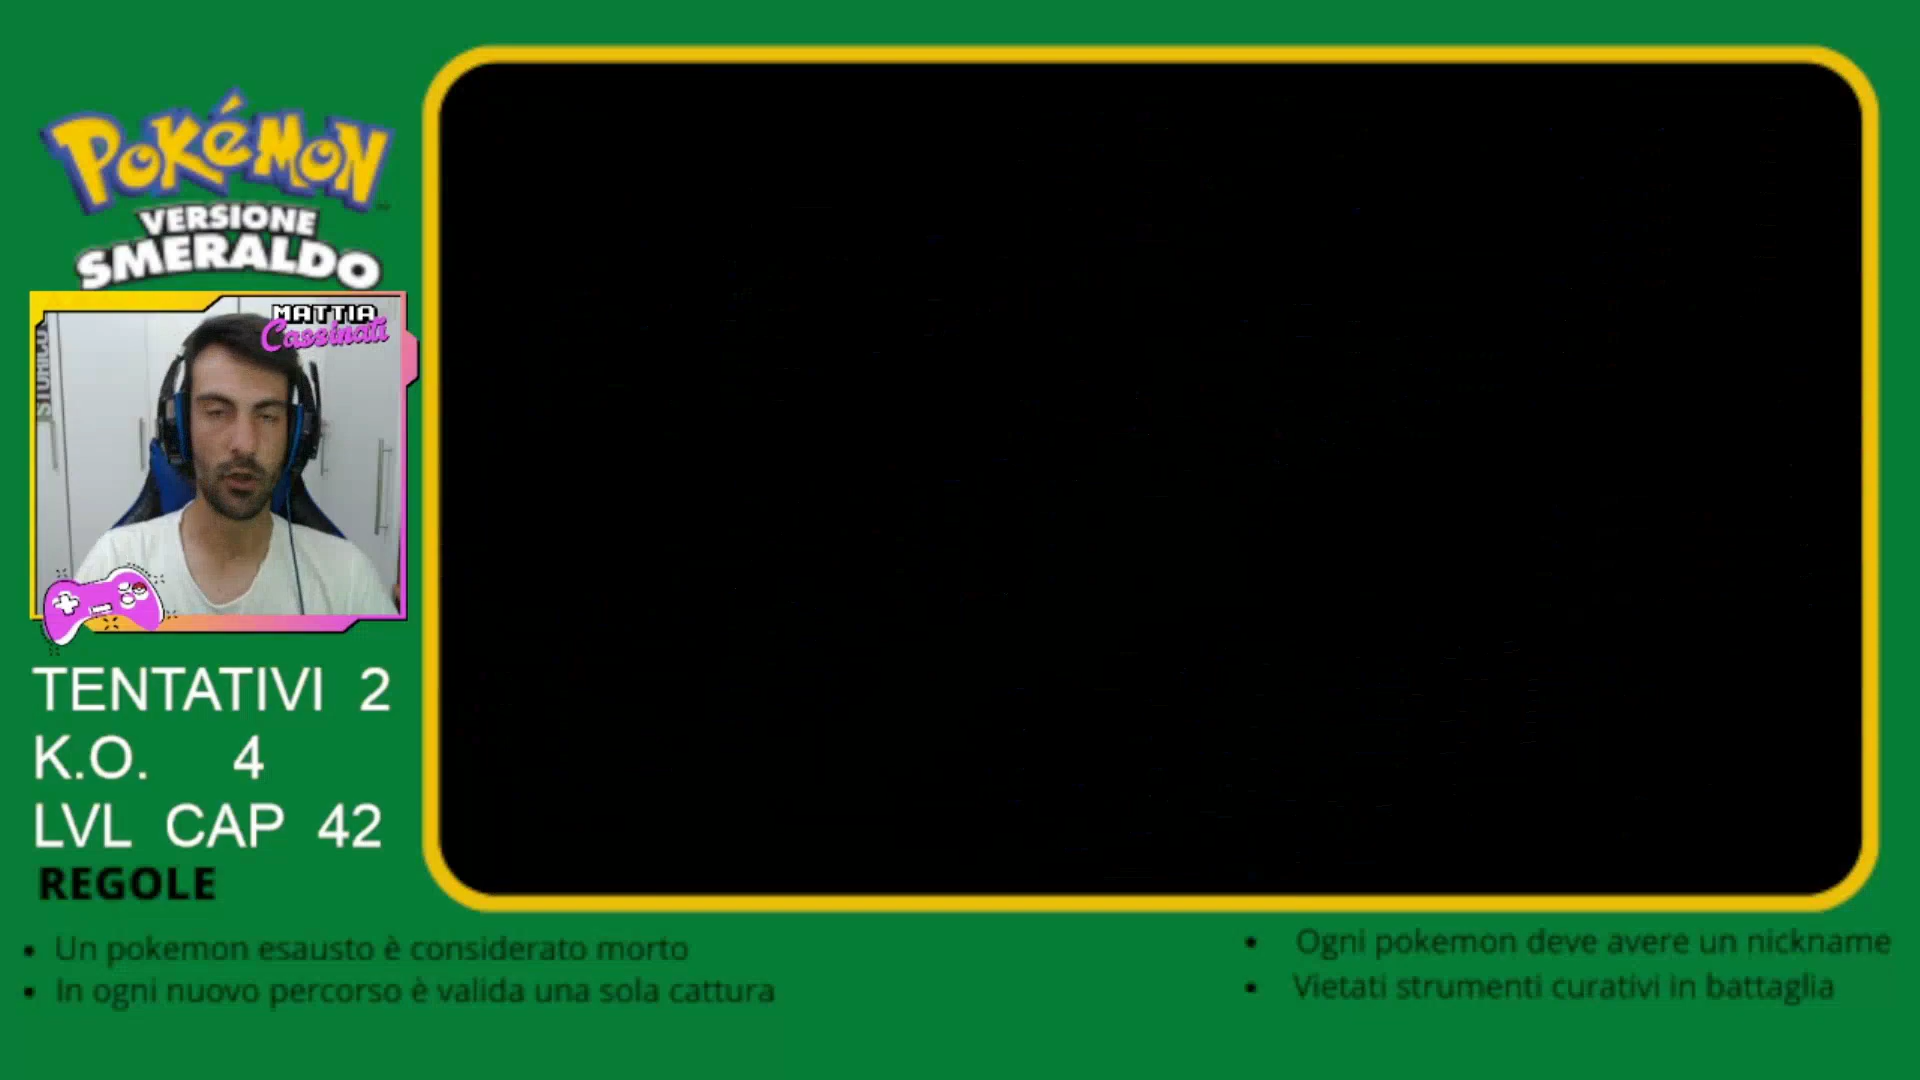 POKÉMON
VERSIONE
SMERALDO
MATTIA
Cassinati
STORICO
TENTATIVI 2
K.O. 4
LVL CAP 42
REGOLE
• Un pokemon esausto è considerato morto
• In ogni nuovo percorso è valida una sola cattura
• Ogni pokemon deve avere un nickname
• Vietati strumenti curativi in battaglia